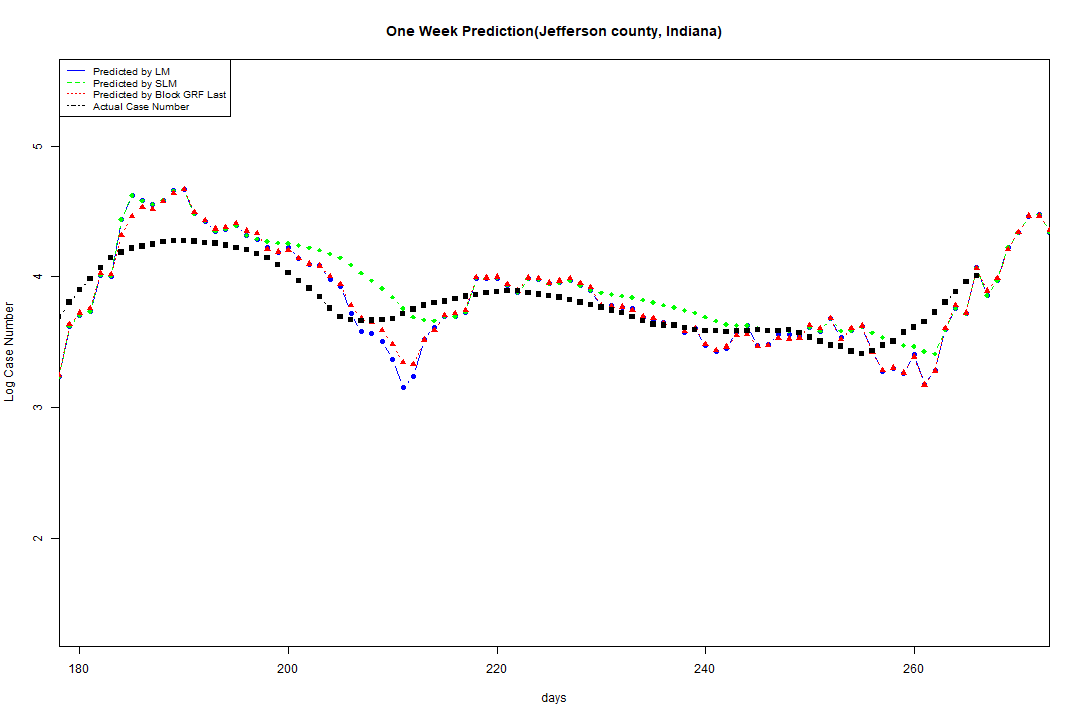 One Week Prediction(Jefferson county, Indiana)
Predicted by LM
Predicted by SLM
Predicted by Block GRF Last
Actual Case Number
5
4
3
2
Log Case Number
180 200 220 240 260
days